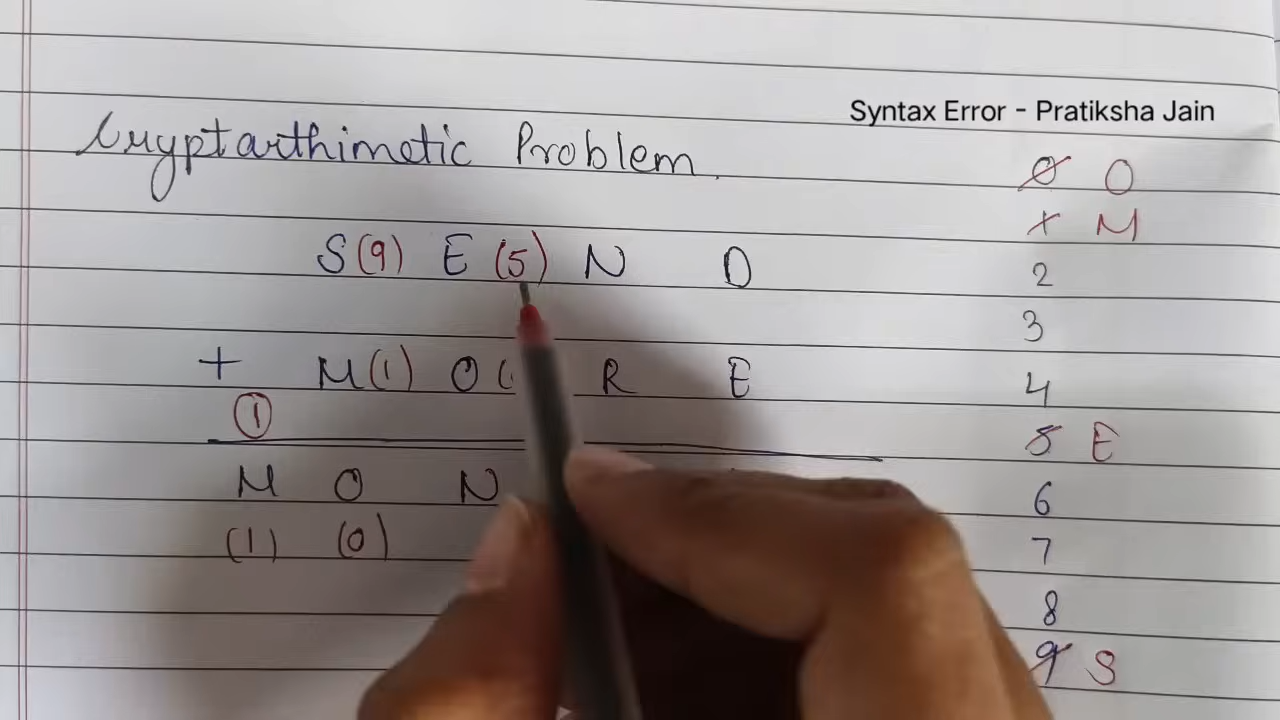 Syntax Error - Pratiksha Jain
Cryptarthimetic Problem.
S(9) E(5) N D
+ M(1) O( R E
1
M O N
(1) (0)
0 O
1 M
2
3
4
5 E
6
7
8
9 S